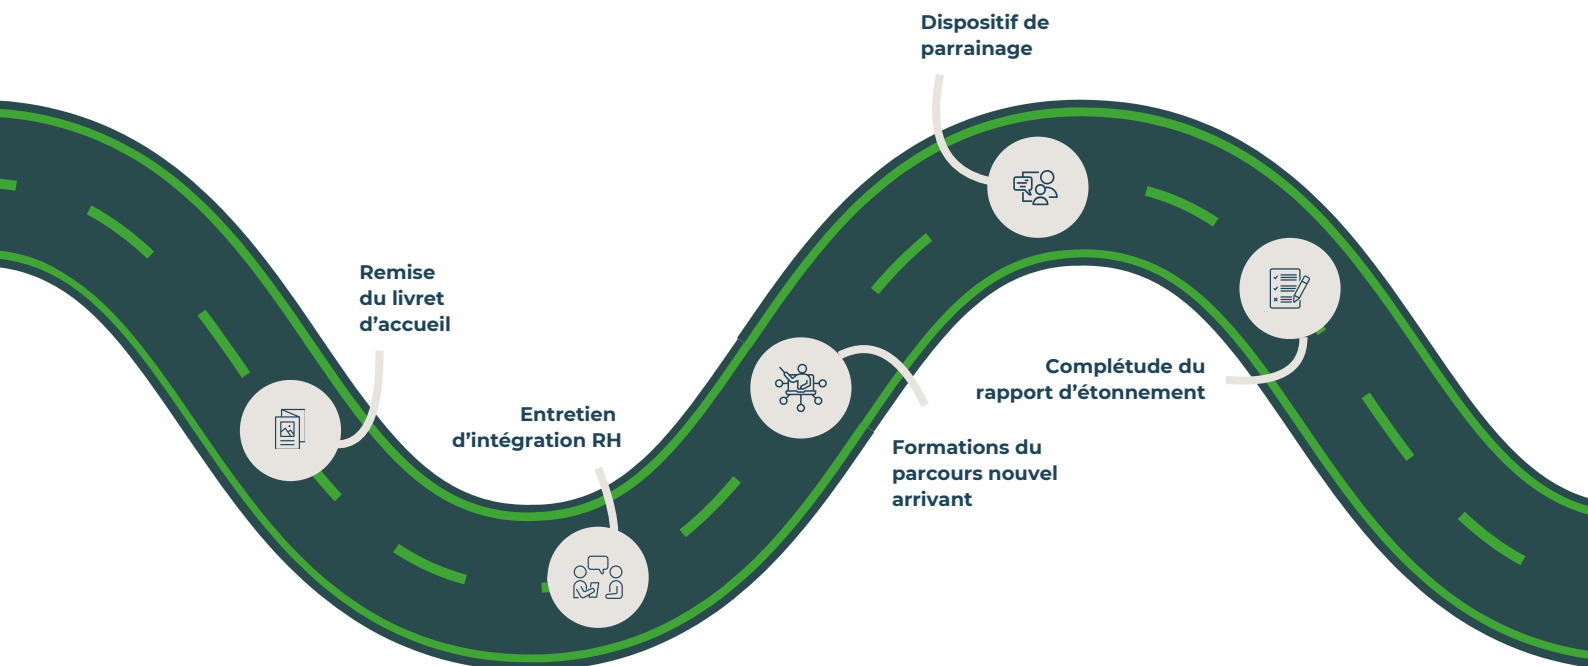 Dispositif de
parrainage
Remise
du livret
d’accueil
Entretien
d’intégration RH
Formations du
parcours nouvel
arrivant
Complétude du
rapport d’étonnement